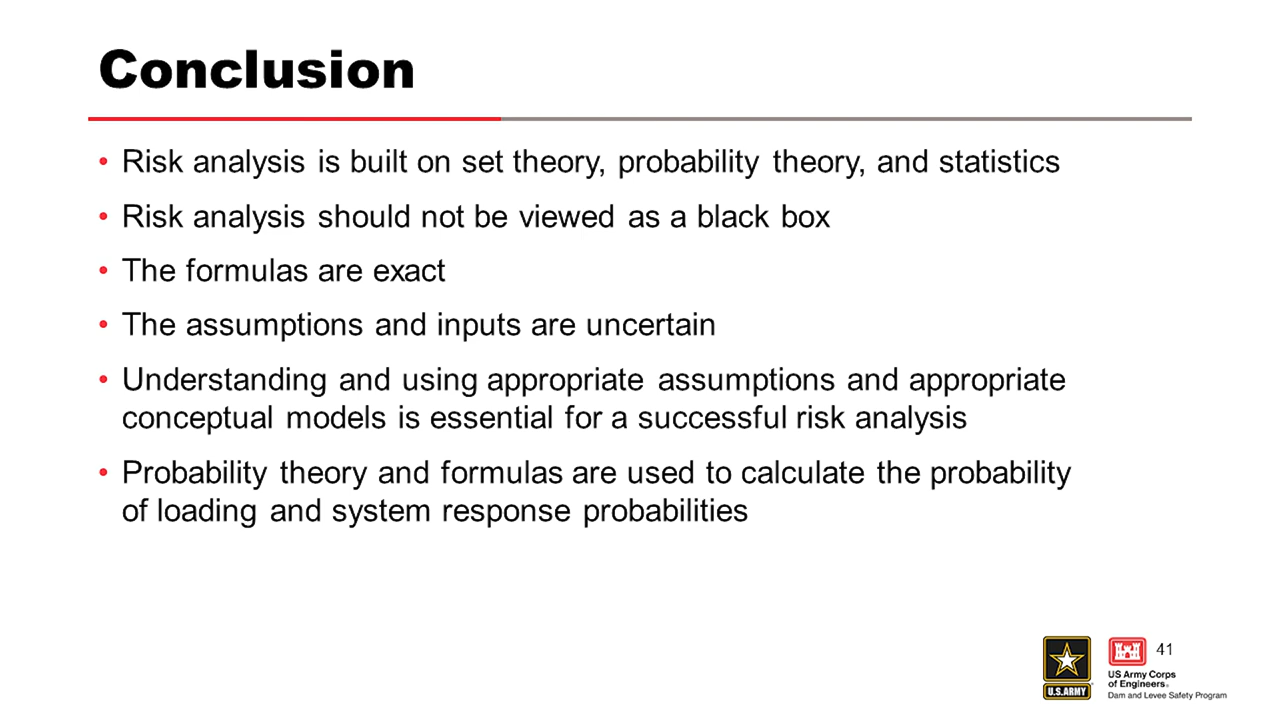 Conclusion
• Risk analysis is built on set theory, probability theory, and statistics
• Risk analysis should not be viewed as a black box
• The formulas are exact
• The assumptions and inputs are uncertain
• Understanding and using appropriate assumptions and appropriate
conceptual models is essential for a successful risk analysis
• Probability theory and formulas are used to calculate the probability
of loading and system response probabilities
41
U.S.ARMY
US Army Corps
of Engineers®
Dam and Levee Safety Program